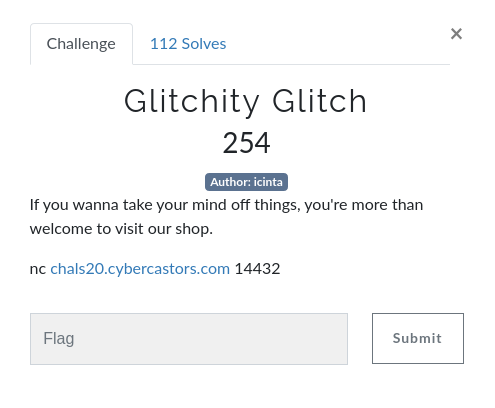 Challenge 112 Solves ×
Glitchity Glitch
254
Author: icinta
If you wanna take your mind off things, you're more than
welcome to visit our shop.
nc chals20.cybercastors.com 14432
Flag Submit